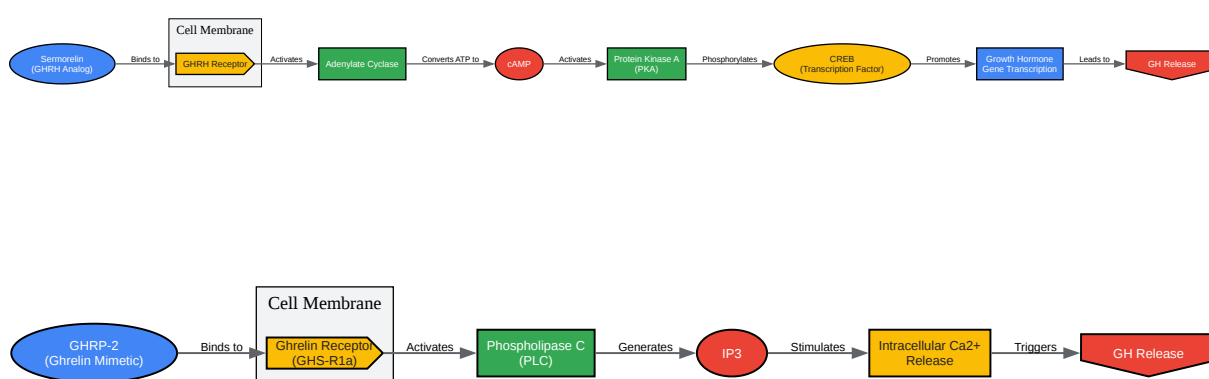 Cell Membrane
Sermorelin
(GHRH Analog)
Binds to
GHRH Receptor
Activates
Adenylate Cyclase
Converts ATP to
cAMP
Activates
Protein Kinase A
(PKA)
Phosphorylates
CREB
(Transcription Factor)
Promotes
Growth Hormone
Gene Transcription
Leads to
GH Release
Cell Membrane
GHRP-2
(Ghrelin Mimetic)
Binds to
Ghrelin Receptor
(GHS-R1a)
Activates
Phospholipase C
(PLC)
Generates
IP3
Stimulates
Intracellular Ca2+
Release
Triggers
GH Release